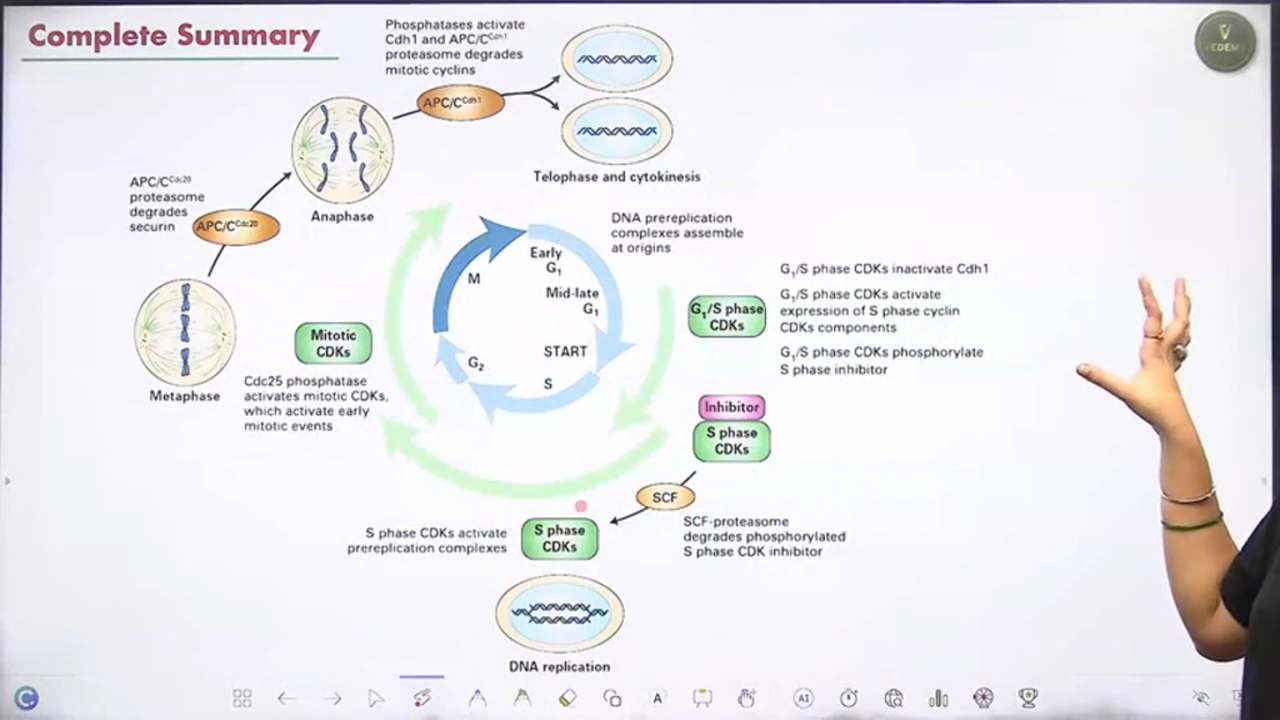 Complete Summary
Phosphatases activate
Cdh1 and APC/C^Cdh1
proteasome degrades
mitotic cyclins
APC/C^Cdh1
Telophase and cytokinesis
APC/C^Cdc20
proteasome
degrades
securin
APC/C^Cdc20
Anaphase
Metaphase
Mitotic
CDKs
Cdc25 phosphatase
activates mitotic CDKs,
which activate early
mitotic events
M
Early
G₁
Mid-late
G₁
START
S
G₂
DNA prereplication
complexes assemble
at origins
G₁/S phase
CDKs
G₁/S phase CDKs inactivate Cdh1
G₁/S phase CDKs activate
expression of S phase cyclin
CDKs components
G₁/S phase CDKs phosphorylate
S phase inhibitor
Inhibitor
S phase
CDKs
SCF
SCF-proteasome
degrades phosphorylated
S phase CDK inhibitor
S phase CDKs activate
prereplication complexes
S phase
CDKs
DNA replication
A
AI